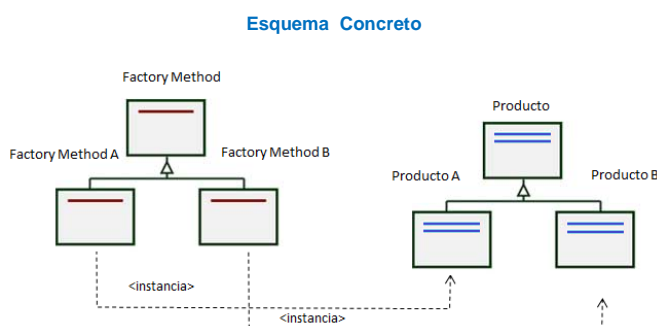 Esquema Concreto
Factory Method
Producto
Factory Method A
Factory Method B
Producto A
Producto B
<instancia>
<instancia>